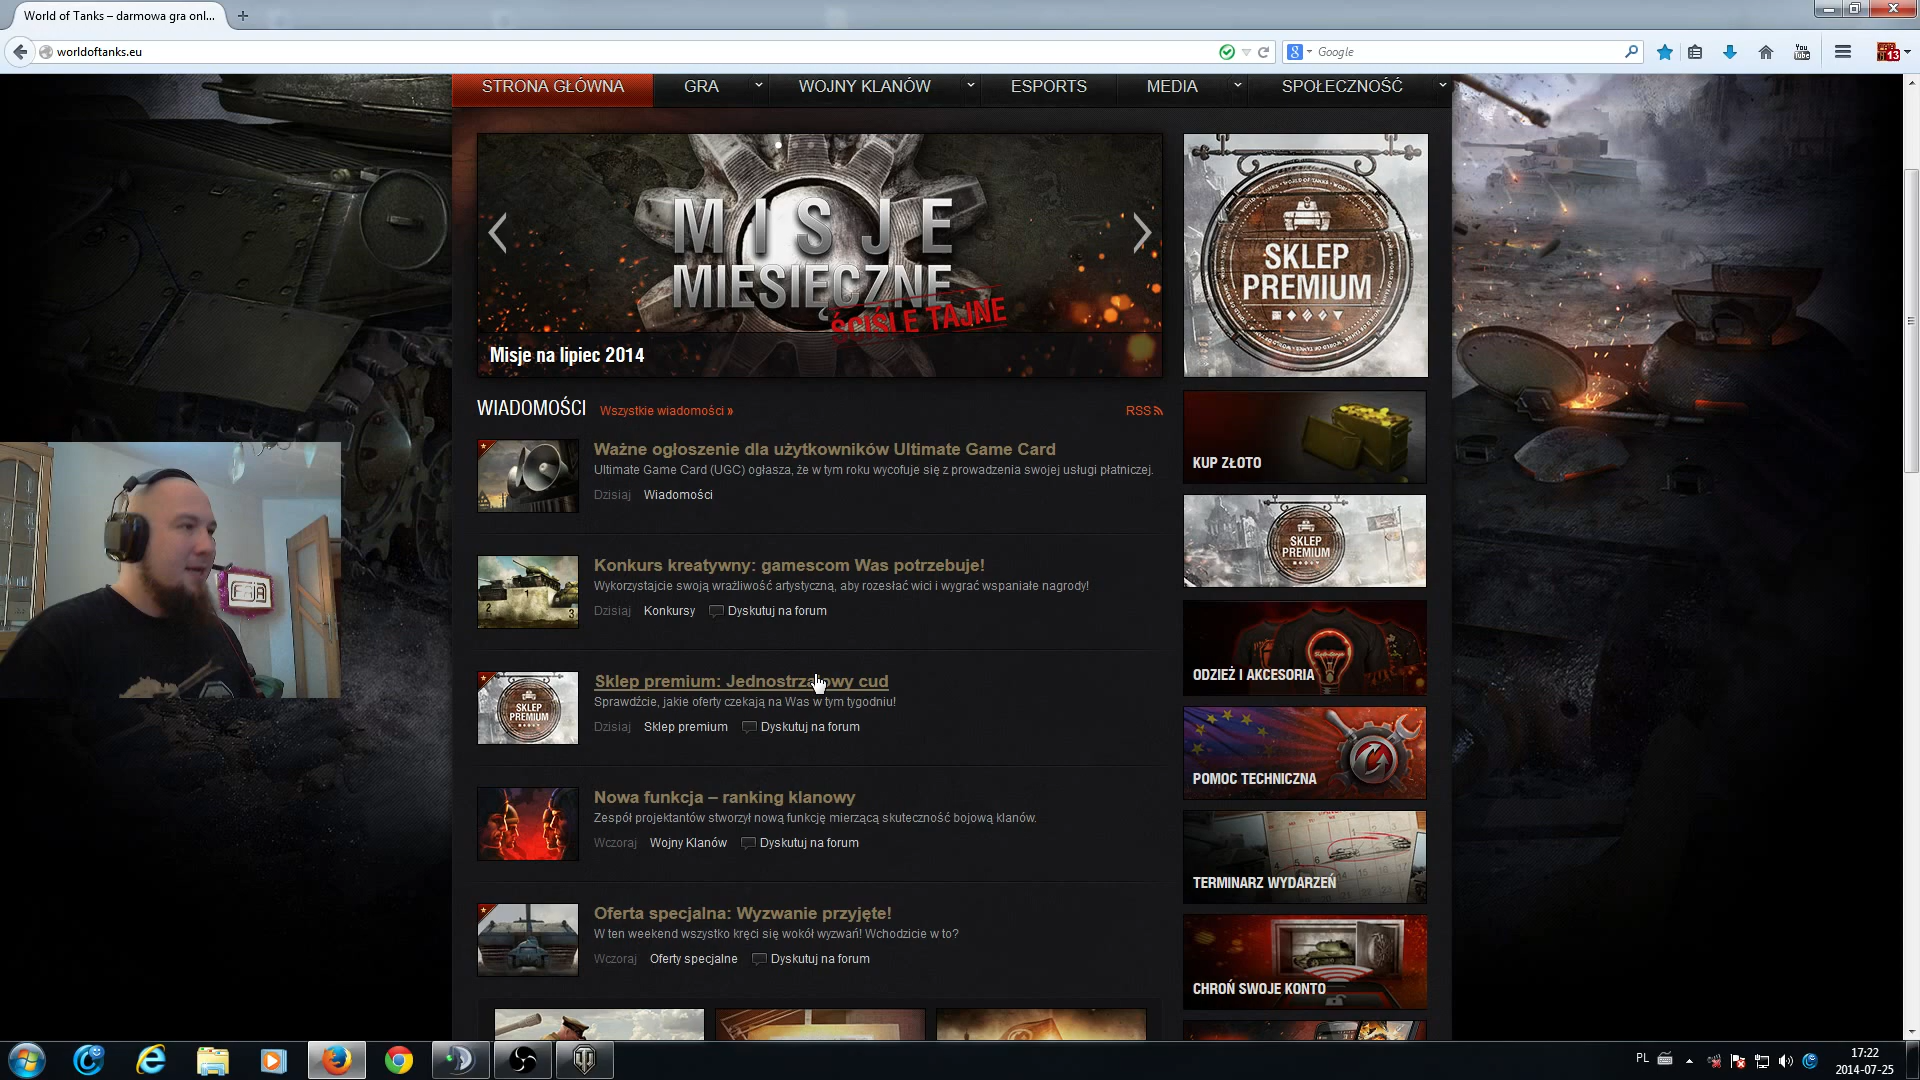 World of Tanks – darmowa gra onl...
worldoftanks.eu
Google
13
STRONA GŁÓWNA
GRA
WOJNY KLANÓW
ESPORTS
MEDIA
SPOŁECZNOŚĆ
MISJE
MIESIĘCZNE
ŚCIŚLE TAJNE
Misje na lipiec 2014
SKLEP
PREMIUM
WIADOMOŚCI
Wszystkie wiadomości »
RSS
Ważne ogłoszenie dla użytkowników Ultimate Game Card
Ultimate Game Card (UGC) ogłasza, że w tym roku wycofuje się z prowadzenia swojej usługi płatniczej.
Dzisiaj Wiadomości
Konkurs kreatywny: gamescom Was potrzebuje!
Wykorzystajcie swoją wrażliwość artystyczną, aby rozesłać wici i wygrać wspaniałe nagrody!
Dzisiaj Konkursy Dyskutuj na forum
SKLEP
PREMIUM
Sklep premium: Jednostrzałowy cud
Sprawdźcie, jakie oferty czekają na Was w tym tygodniu!
Dzisiaj Sklep premium Dyskutuj na forum
Nowa funkcja – ranking klanowy
Zespół projektantów stworzył nową funkcję mierzącą skuteczność bojową klanów.
Wczoraj Wojny Klanów Dyskutuj na forum
Oferta specjalna: Wyzwanie przyjęte!
W ten weekend wszystko kręci się wokół wyzwań! Wchodzicie w to?
Wczoraj Oferty specjalne Dyskutuj na forum
KUP ZŁOTO
SKLEP
PREMIUM
ODZIEŻ I AKCESORIA
POMOC TECHNICZNA
TERMINARZ WYDARZEŃ
CHROŃ SWOJE KONTO
PL
17:22
2014-07-25